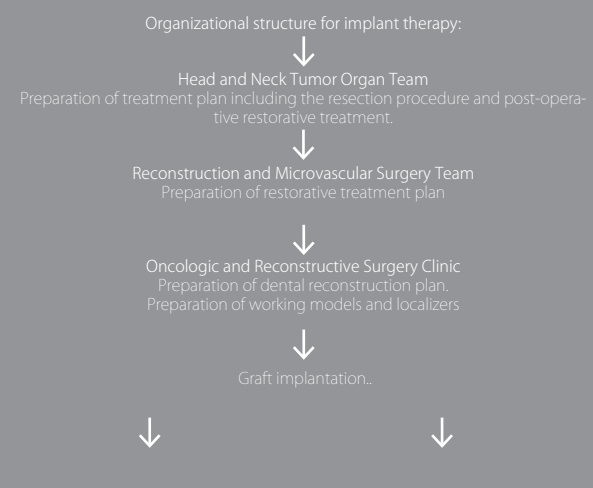 Organizational structure for implant therapy:
Head and Neck Tumor Organ Team
Preparation of treatment plan including the resection procedure and post-opera-
tive restorative treatment.
Reconstruction and Microvascular Surgery Team
Preparation of restorative treatment plan
Oncologic and Reconstructive Surgery Clinic
Preparation of dental reconstruction plan.
Preparation of working models and localizers
Graft implantation..